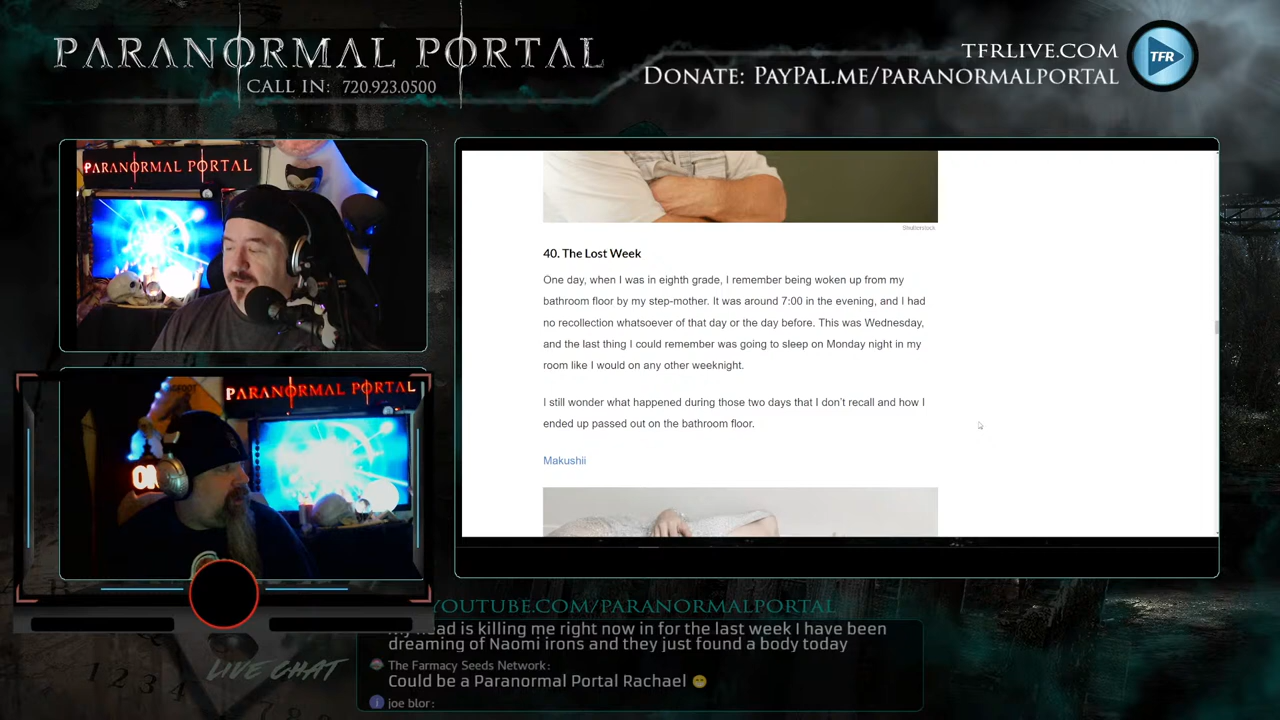 PARANORMAL PORTAL
CALL IN: 720.923.0500
TFRLIVE.COM
DONATE: PAYPAL.ME/PARANORMALPORTAL
TFR
PARANORMAL PORTAL
PARANORMAL PORTAL
ON
Shutterstock
40. The Lost Week
One day, when I was in eighth grade, I remember being woken up from my
bathroom floor by my step-mother. It was around 7:00 in the evening, and I had
no recollection whatsoever of that day or the day before. This was Wednesday,
and the last thing I could remember was going to sleep on Monday night in my
room like I would on any other weeknight.
I still wonder what happened during those two days that I don't recall and how I
ended up passed out on the bathroom floor.
Makushii
YOUTUBE.COM/PARANORMALPORTAL
LIVE CHAT
My head is killing me right now in for the last week I have been
dreaming of Naomi irons and they just found a body today
The Farmacy Seeds Network:
Could be a Paranormal Portal Rachael 😁
joe blor:
1 2 3 4